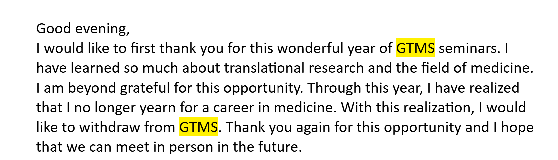 Good evening,
I would like to first thank you for this wonderful year of GTMS seminars. I
have learned so much about translational research and the field of medicine.
I am beyond grateful for this opportunity. Through this year, I have realized
that I no longer yearn for a career in medicine. With this realization, I would
like to withdraw from GTMS. Thank you again for this opportunity and I hope
that we can meet in person in the future.